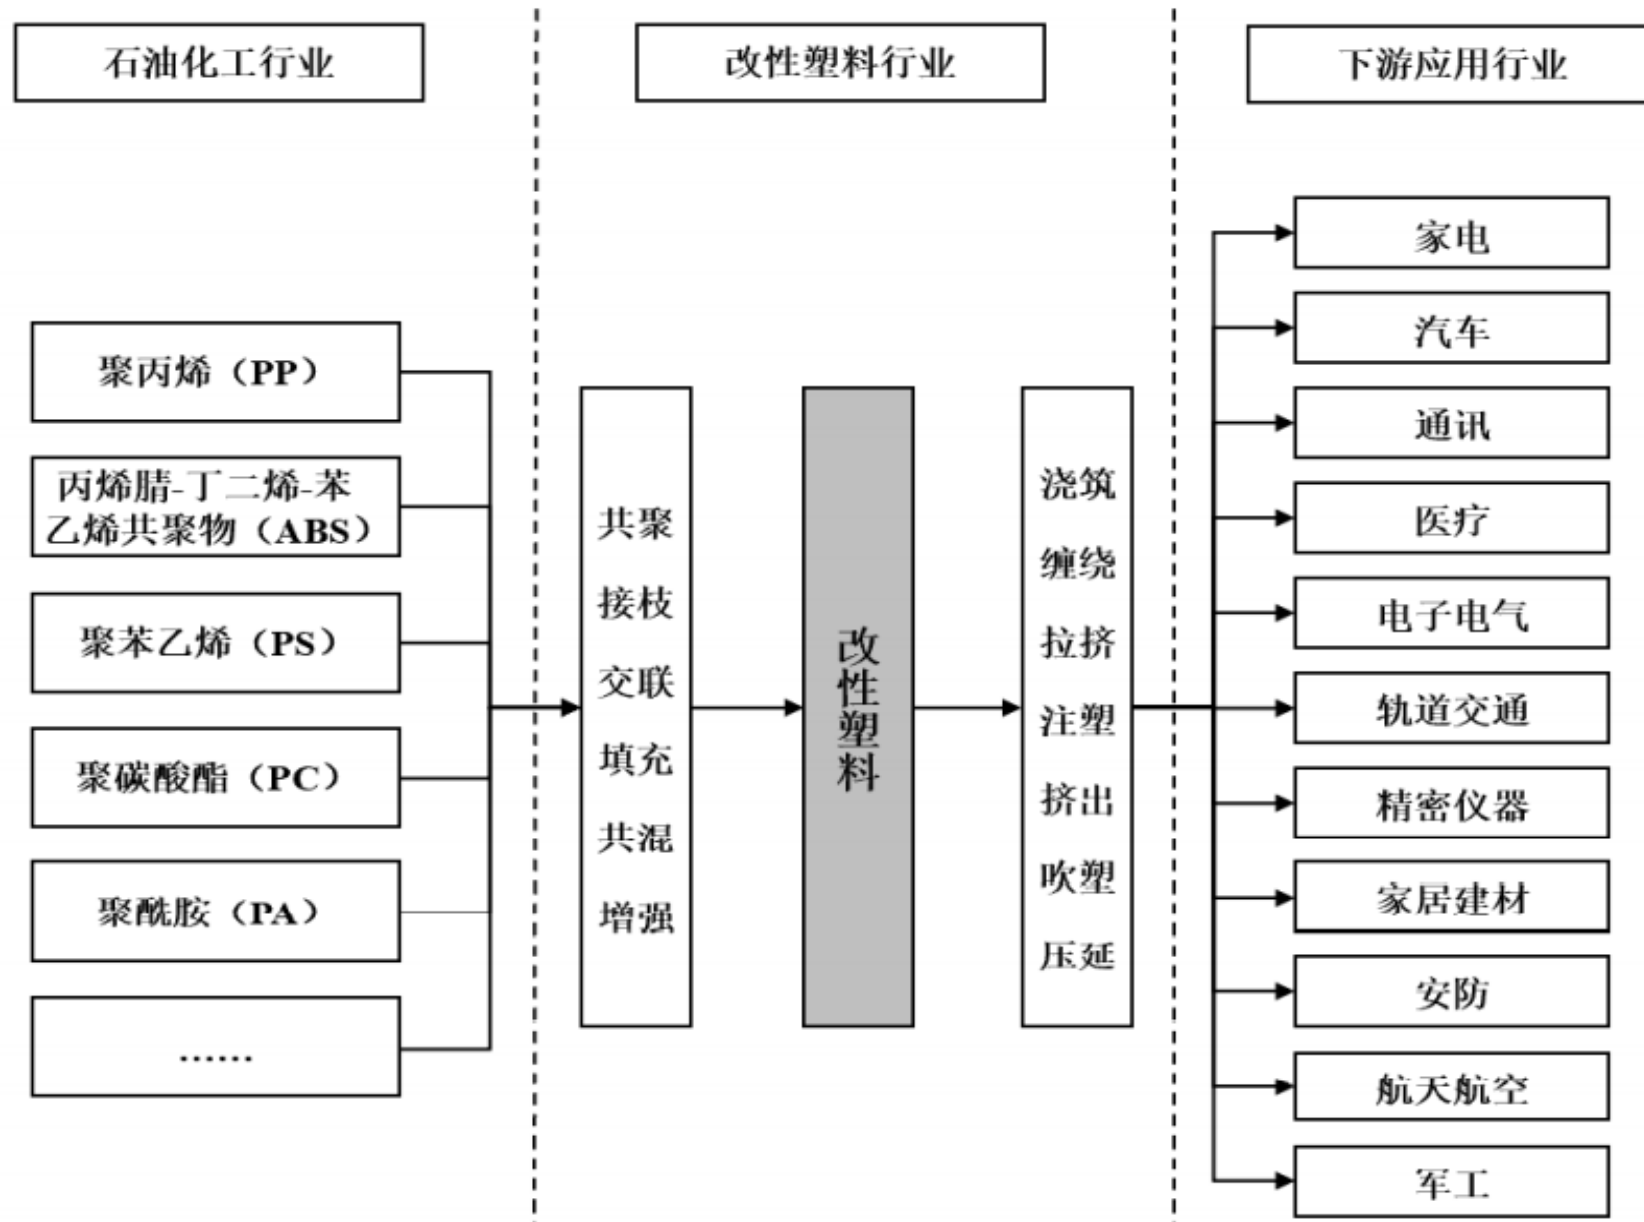 石油化工行业
改性塑料行业
下游应用行业
聚丙烯（PP）
丙烯腈-丁二烯-苯
乙烯共聚物（ABS）
聚苯乙烯（PS）
聚碳酸酯（PC）
聚酰胺（PA）
……
共聚
接枝
交联
填充
共混
增强
改性塑料
浇筑
缠绕
拉挤
注塑
挤出
吹塑
压延
家电
汽车
通讯
医疗
电子电气
轨道交通
精密仪器
家居建材
安防
航天航空
军工